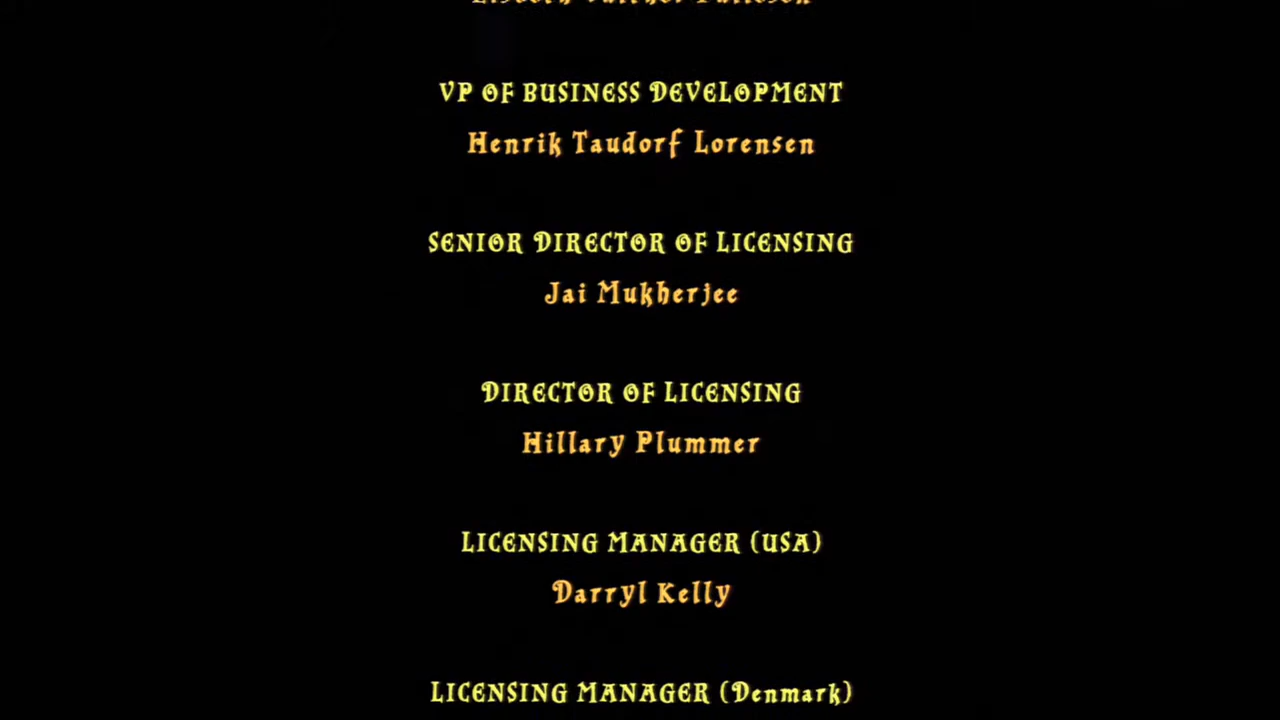 VP OF BUSINESS DEVELOPMENT
Henrik Taudorf Lorensen
SENIOR DIRECTOR OF LICENSING
Jai Mukherjee
DIRECTOR OF LICENSING
Hillary Plummer
LICENSING MANAGER (USA)
Darryl Kelly
LICENSING MANAGER (Denmark)